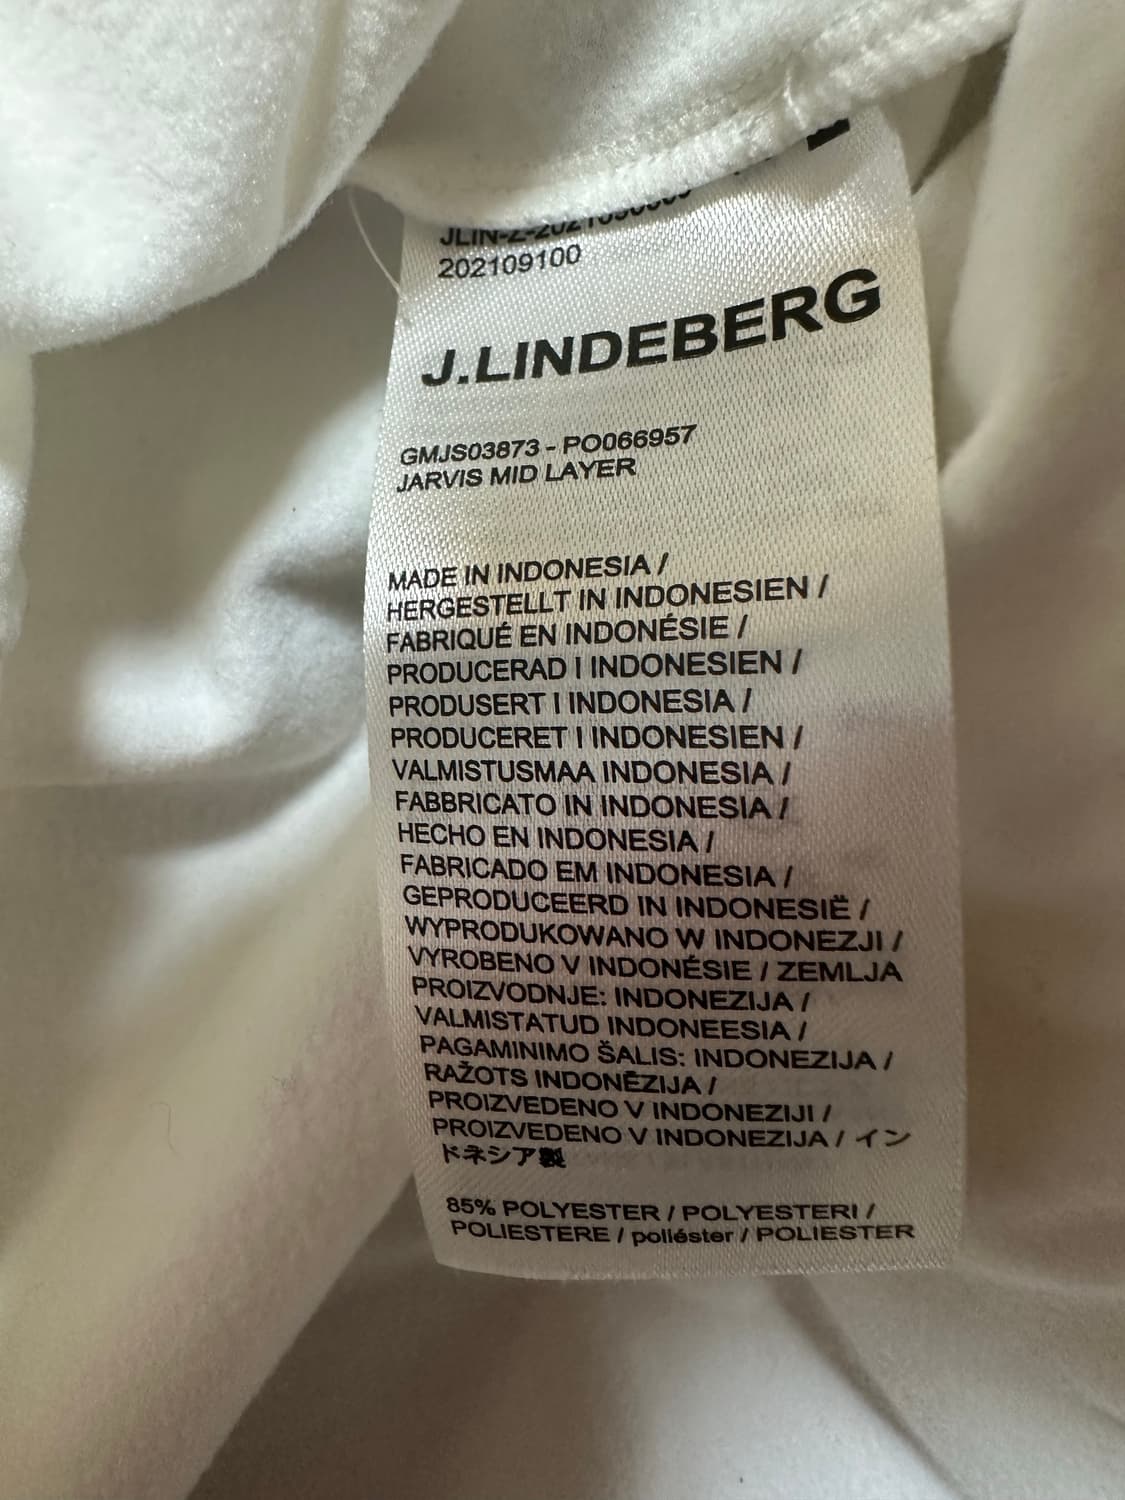 202109100
J.LINDEBERG
GMJS03873 - PO066957
JARVIS MID LAYER
MADE IN INDONESIA /
HERGESTELLT IN INDONESIEN /
FABRIQUÉ EN INDONÉSIE /
PRODUCERAD I INDONESIEN /
PRODUSERT I INDONESIA /
PRODUCERET I INDONESIEN /
VALMISTUSMAA INDONESIA /
FABBRICATO IN INDONESIA /
HECHO EN INDONESIA /
FABRICADO EM INDONESIA /
GEPRODUCEERD IN INDONESIË /
WYPRODUKOWANO W INDONEZJI /
VYROBENO V INDONÉSIE / ZEMLJA
PROIZVODNJE: INDONEZIJA /
VALMISTATUD INDONEESIA /
PAGAMINIMO ŠALIS: INDONEZIJA /
RAŽOTS INDONĒZIJA /
PROIZVEDENO V INDONEZIJI /
PROIZVEDENO V INDONEZIJA / イン
ドネシア製
85% POLYESTER / POLYESTERI /
POLIESTERE / poliéster / POLIESTER